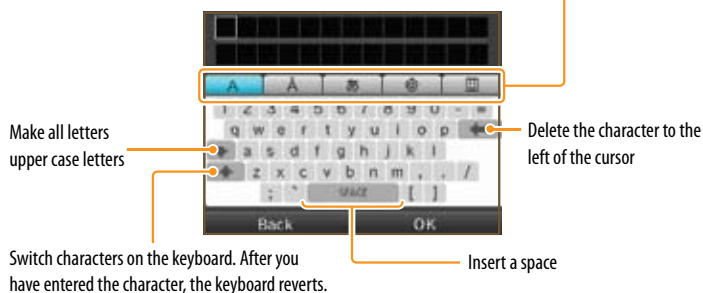 A Á あ @
1 2 3 4 5 6 7 8 9 0 - =
q w e r t y u i o p
Make all letters
upper case letters
Delete the character to the
left of the cursor
a s d f g h j k l
z x c v b n m , . /
; ' SPACE [ ]
Back OK
Switch characters on the keyboard. After you
have entered the character, the keyboard reverts.
Insert a space